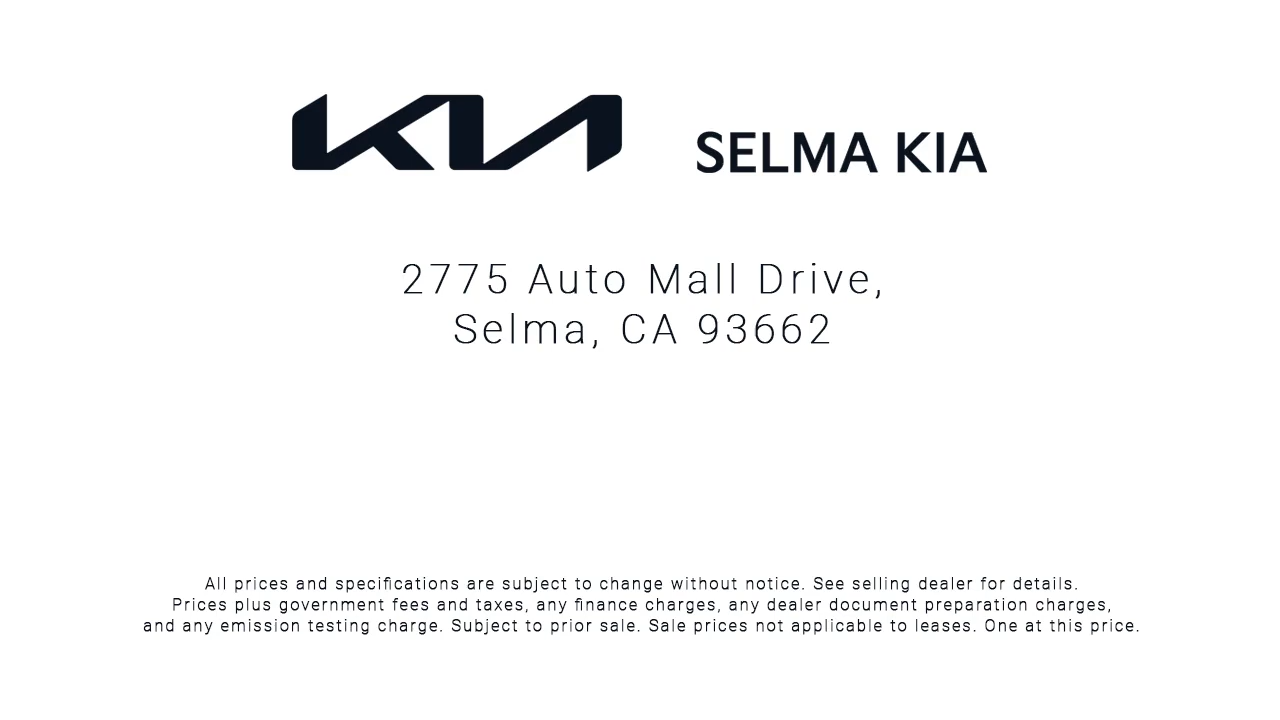 KIA SELMA KIA
2775 Auto Mall Drive,
Selma, CA 93662
All prices and specifications are subject to change without notice. See selling dealer for details.
Prices plus government fees and taxes, any finance charges, any dealer document preparation charges,
and any emission testing charge. Subject to prior sale. Sale prices not applicable to leases. One at this price.